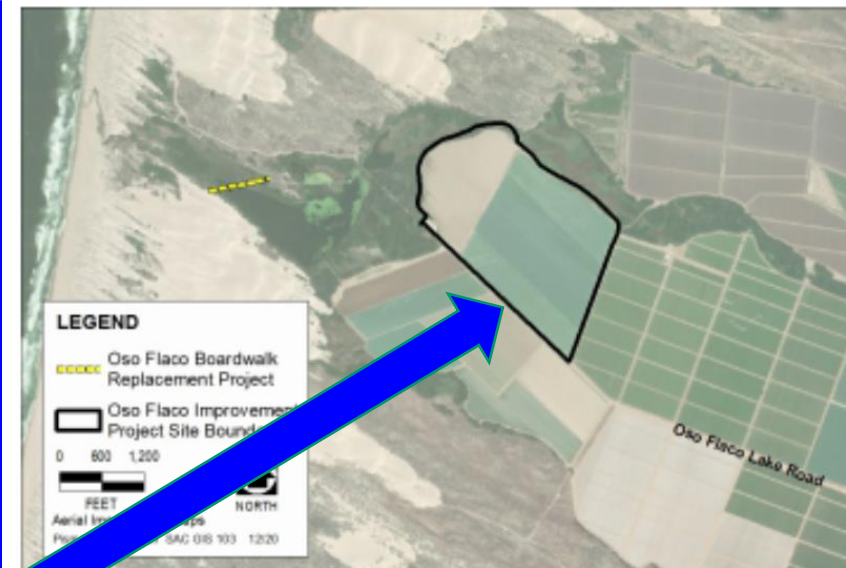 LEGEND
Oso Flaco Boardwalk
Replacement Project
Oso Flaco Improvemen
Project Site Bound
0 600 1,200
FEET
NORTH
Aerial
SAC GIS 103 12/20
Oso Flaco Lake Road